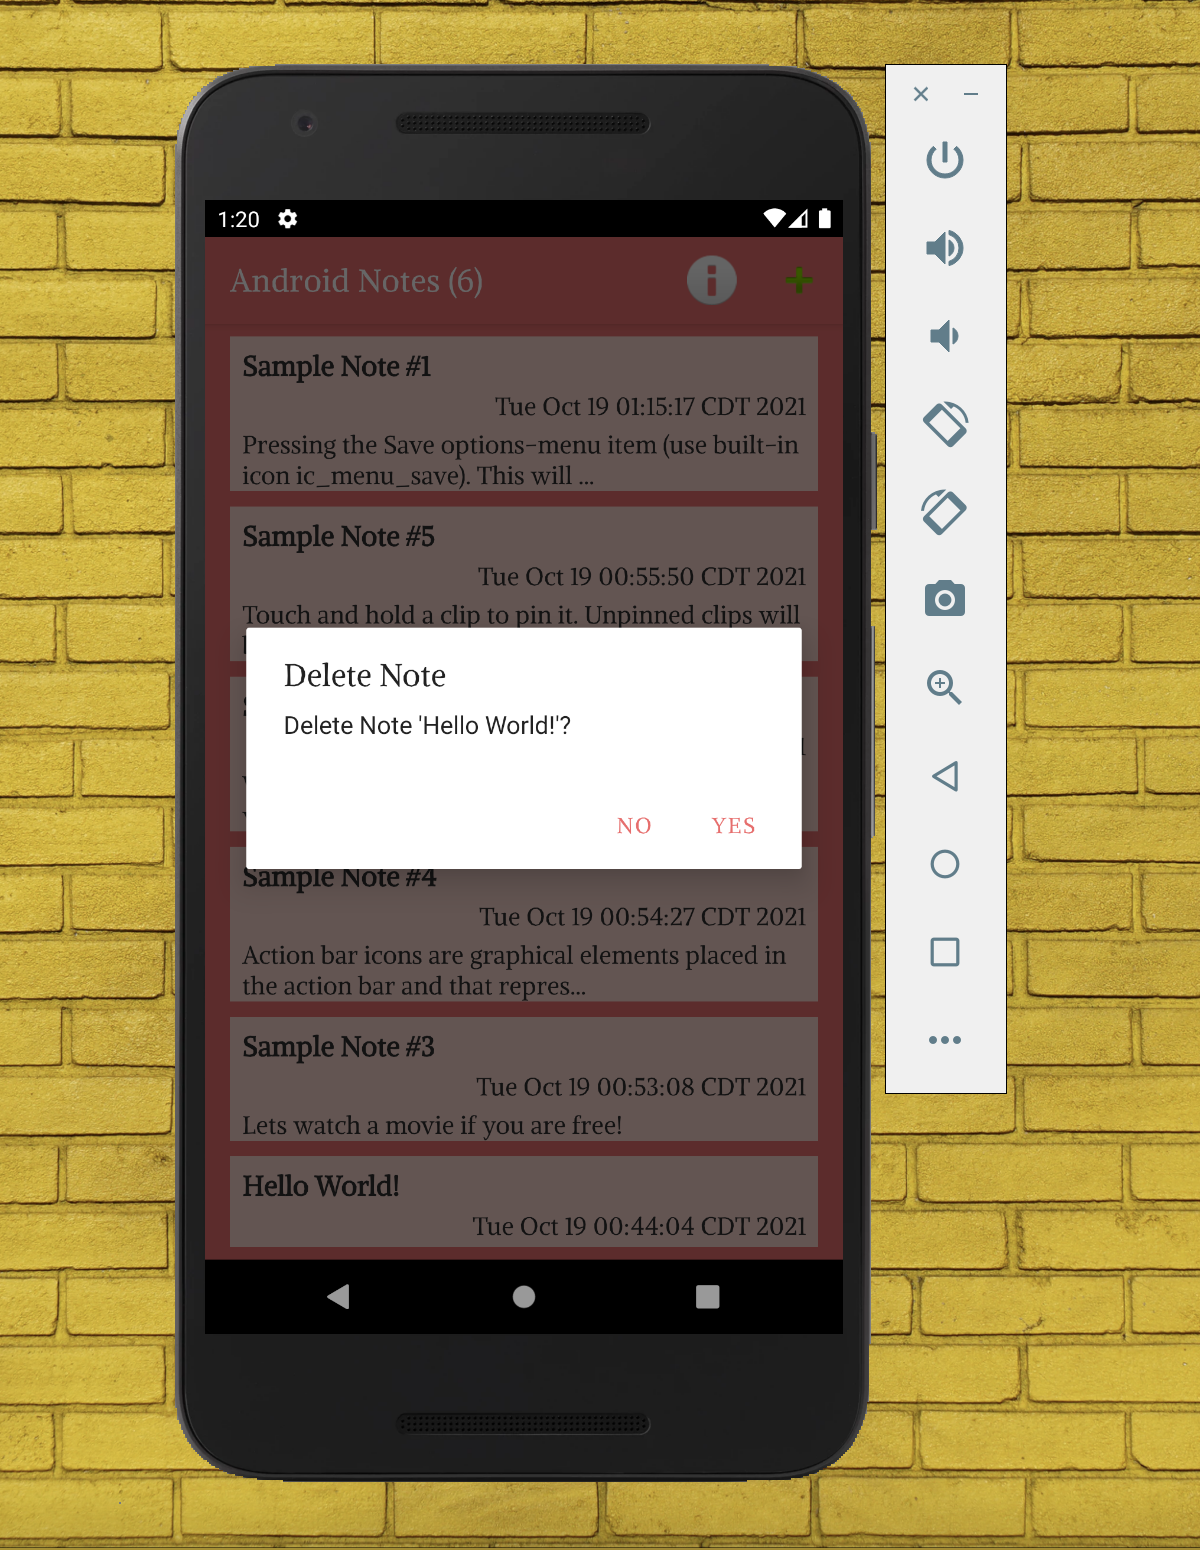 1:20
Android Notes (6)
Sample Note #1
Tue Oct 19 01:15:17 CDT 2021
Pressing the Save options-menu item (use built-in
icon ic_menu_save). This will ...
Sample Note #5
Tue Oct 19 00:55:50 CDT 2021
Touch and hold a clip to pin it. Unpinned clips will
Delete Note
Delete Note 'Hello World!'?
NO YES
Sample Note #4
Tue Oct 19 00:54:27 CDT 2021
Action bar icons are graphical elements placed in
the action bar and that repres...
Sample Note #3
Tue Oct 19 00:53:08 CDT 2021
Lets watch a movie if you are free!
Hello World!
Tue Oct 19 00:44:04 CDT 2021